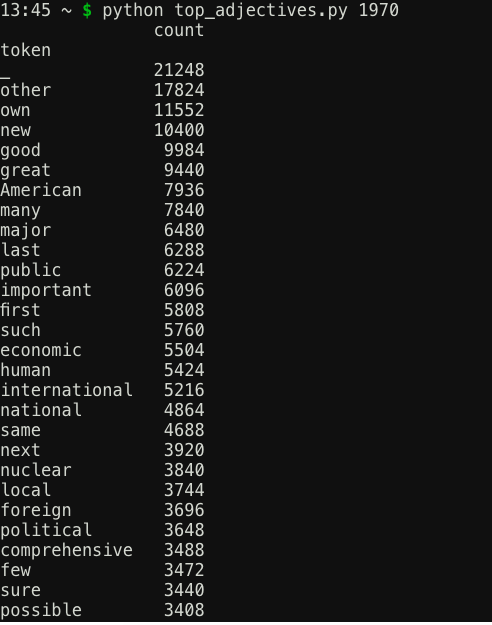 13:45 ~ $ python top_adjectives.py 1970
count
token
_ 21248
other 17824
own 11552
new 10400
good 9984
great 9440
American 7936
many 7840
major 6480
last 6288
public 6224
important 6096
first 5808
such 5760
economic 5504
human 5424
international 5216
national 4864
same 4688
next 3920
nuclear 3840
local 3744
foreign 3696
political 3648
comprehensive 3488
few 3472
sure 3440
possible 3408